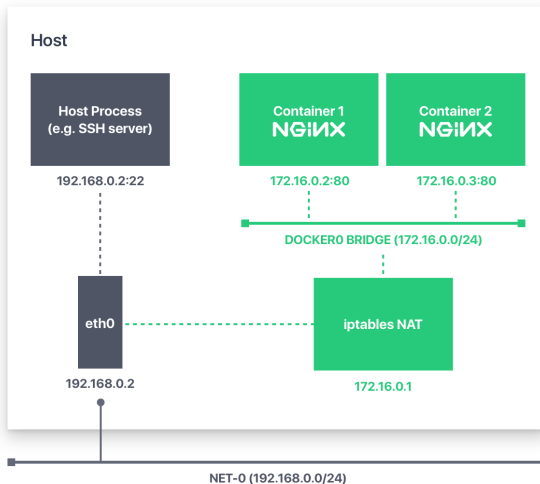 Host
Host Process
(e.g. SSH server)
192.168.0.2:22
Container 1
NGINX
172.16.0.2:80
Container 2
NGINX
172.16.0.3:80
DOCKER0 BRIDGE (172.16.0.0/24)
eth0
192.168.0.2
iptables NAT
172.16.0.1
NET-0 (192.168.0.0/24)